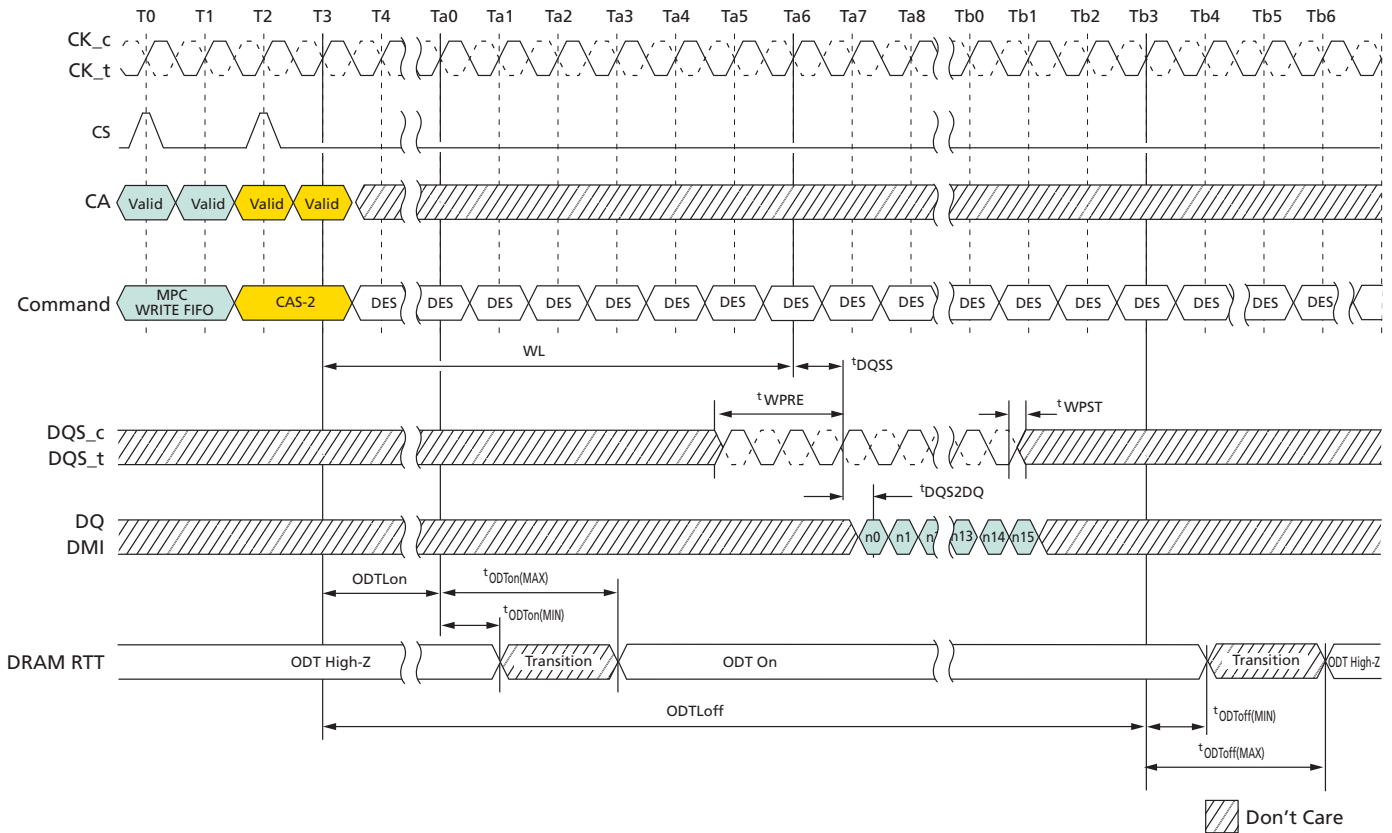 T0 T1 T2 T3 T4 Ta0 Ta1 Ta2 Ta3 Ta4 Ta5 Ta6 Ta7 Ta8 Tb0 Tb1 Tb2 Tb3 Tb4 Tb5 Tb6
CK_c
CK_t
CS
CA Valid Valid Valid Valid
Command MPC WRITE FIFO CAS-2 DES DES DES DES DES DES DES DES DES DES DES DES DES DES DES DES DES
WL tDQSS
tWPRE tWPST
DQS_c
DQS_t
tDQS2DQ
DQ
DMI
n0 n1 n13 n14 n15
ODTLon tODTon(MAX)
tODTon(MIN)
DRAM RTT ODT High-Z Transition ODT On Transition ODT High-Z
ODTLoff tODToff(MIN)
tODToff(MAX)
Don't Care